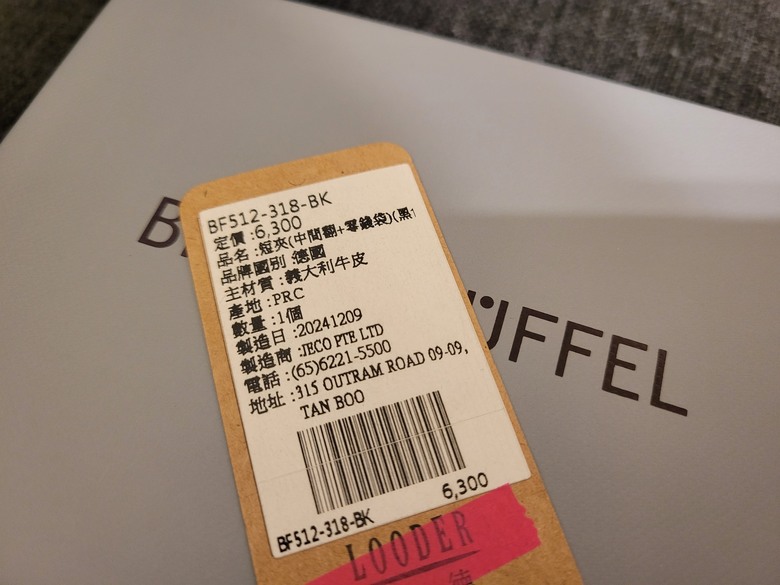 BF512-318-BK
定價:6,300
品名:短夾(中間翻+零錢袋)(黑
品牌國別:德國
主材質:義大利牛皮
產地:PRC
數量:1個
製造日:20241209
製造商:JECO PTE LTD
電話:(65)6221-5500
地址:315 OUTRAM ROAD 09-09,
TAN BOO
6,300
BF512-318-BK
LOODER
B
ÜFFEL